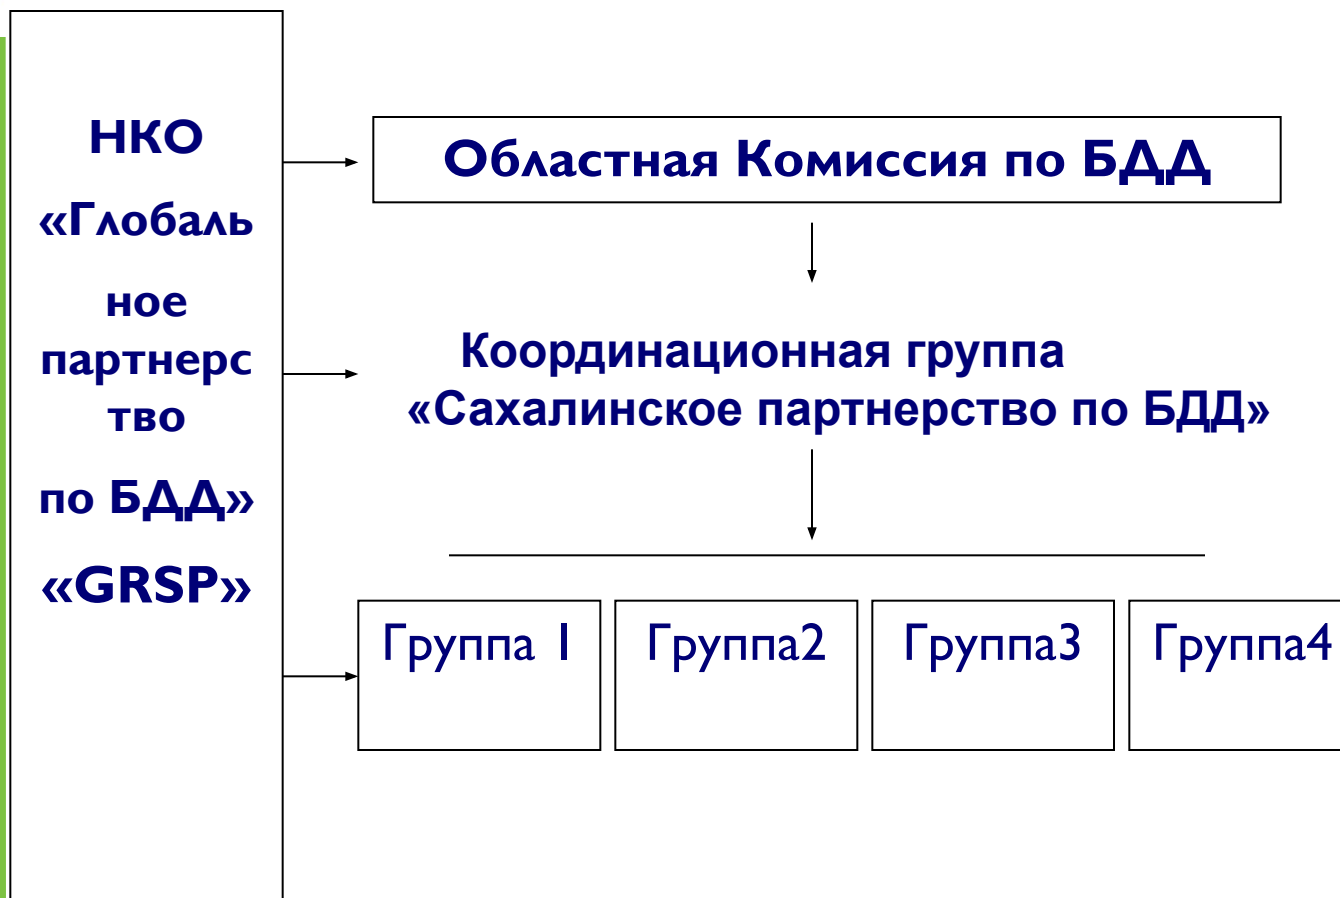 НКО
«Глобаль
ное
партнерс
тво
по БДД»
«GRSP»
Областная Комиссия по БДД
Координационная группа
«Сахалинское партнерство по БДД»
Группа 1
Группа2
Группа3
Группа4